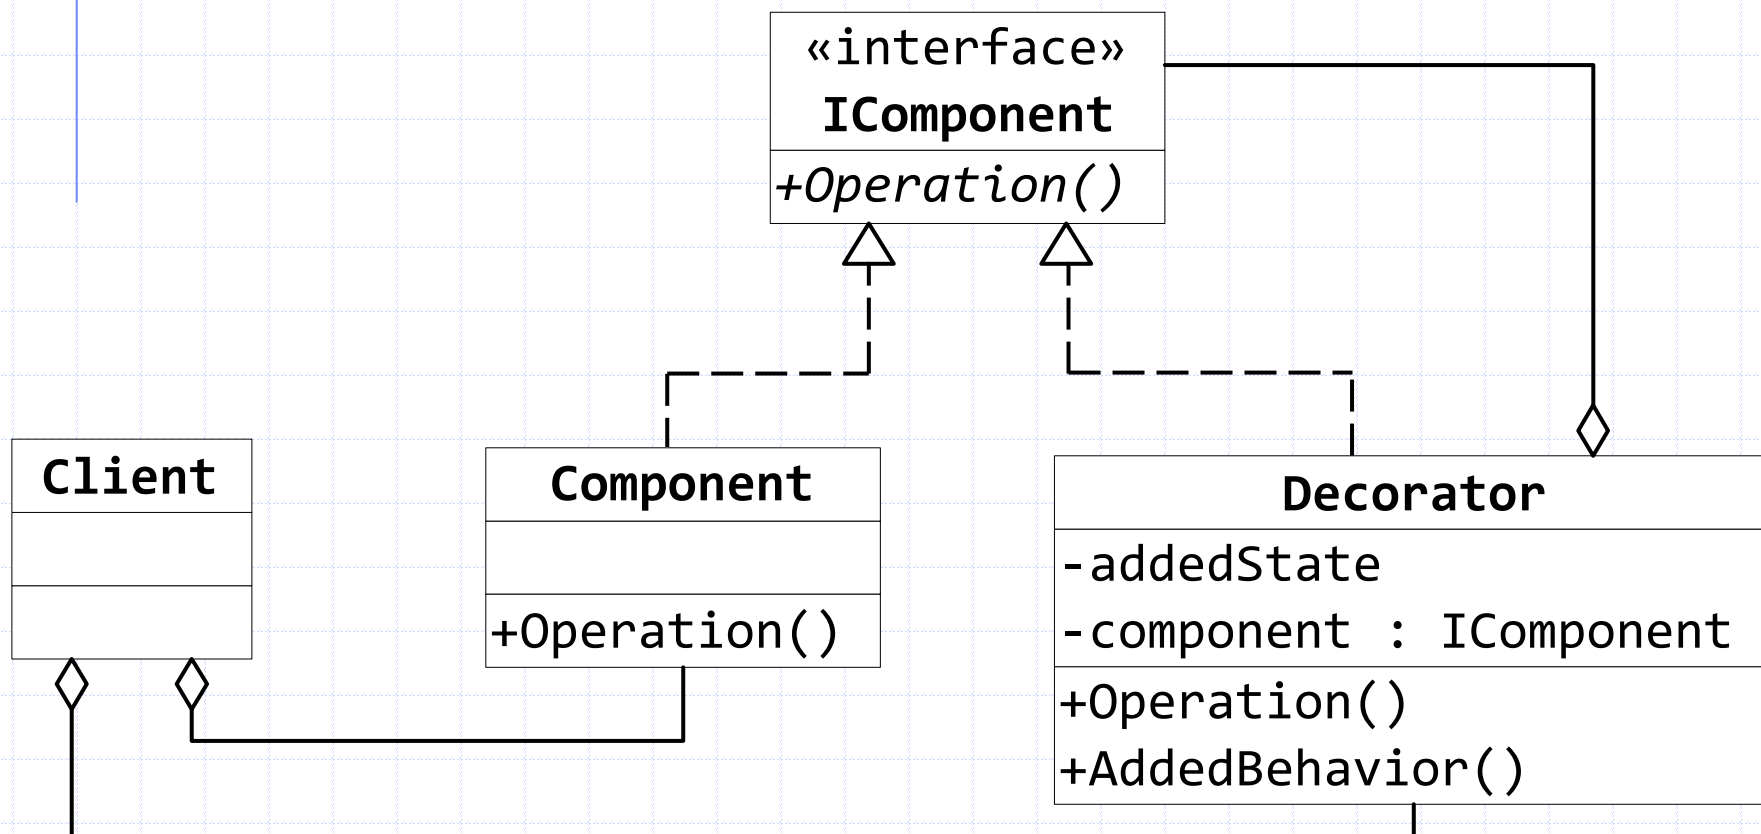 «interface»
IComponent
+Operation()
Client
Component
+Operation()
Decorator
-addedState
-component : IComponent
+Operation()
+AddedBehavior()